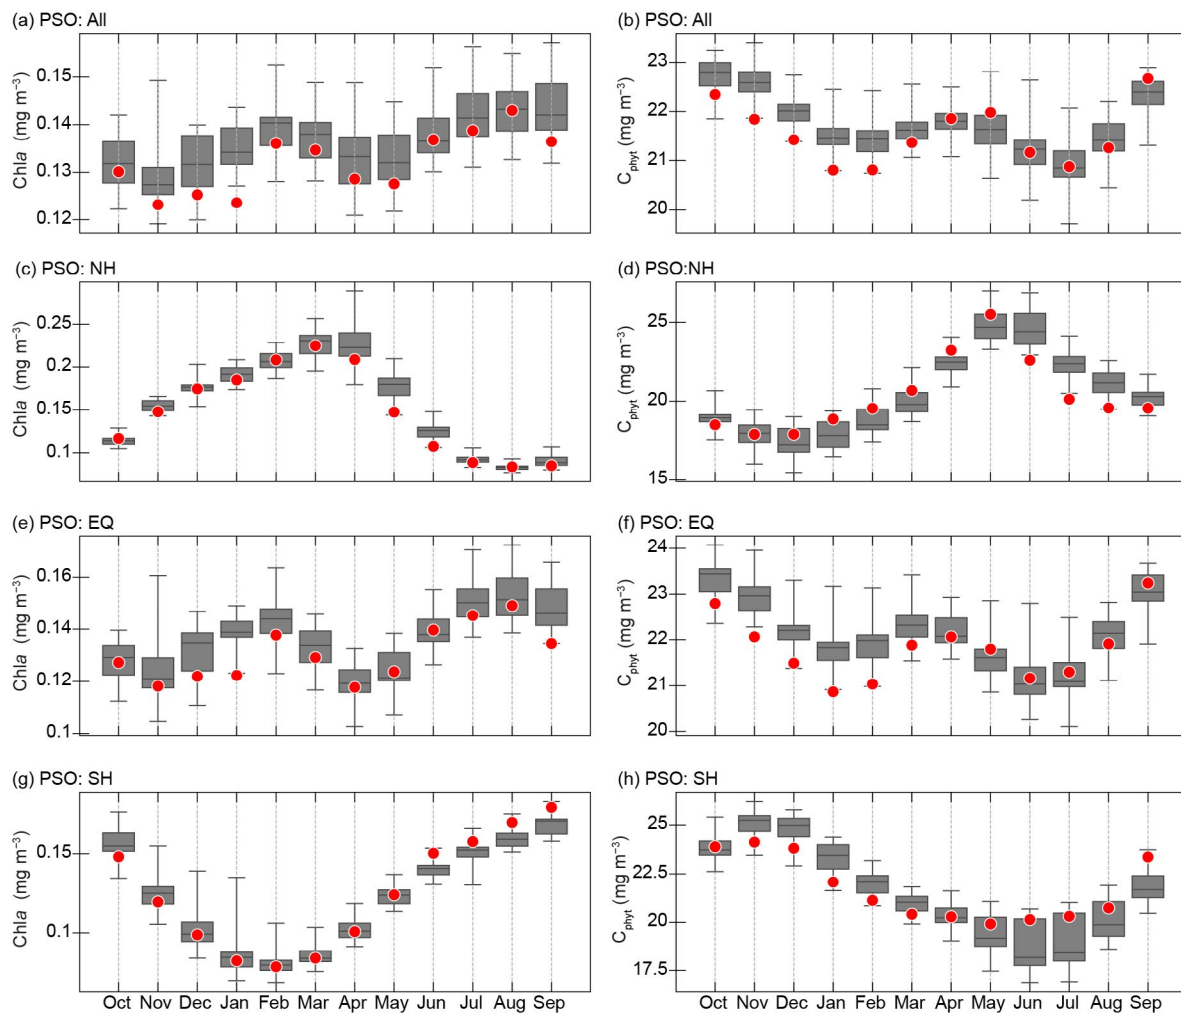 (a) PSO: All
Chla (mg m⁻³)
0.15
0.14
0.13
0.12
(b) PSO: All
C_phyt (mg m⁻³)
23
22
21
20
(c) PSO: NH
Chla (mg m⁻³)
0.25
0.2
0.15
0.1
(d) PSO:NH
C_phyt (mg m⁻³)
25
20
15
(e) PSO: EQ
Chla (mg m⁻³)
0.16
0.14
0.12
0.1
(f) PSO: EQ
C_phyt (mg m⁻³)
24
23
22
21
20
(g) PSO: SH
Chla (mg m⁻³)
0.15
0.1
Oct Nov Dec Jan Feb Mar Apr May Jun Jul Aug Sep
(h) PSO: SH
C_phyt (mg m⁻³)
25
22.5
20
17.5
Oct Nov Dec Jan Feb Mar Apr May Jun Jul Aug Sep